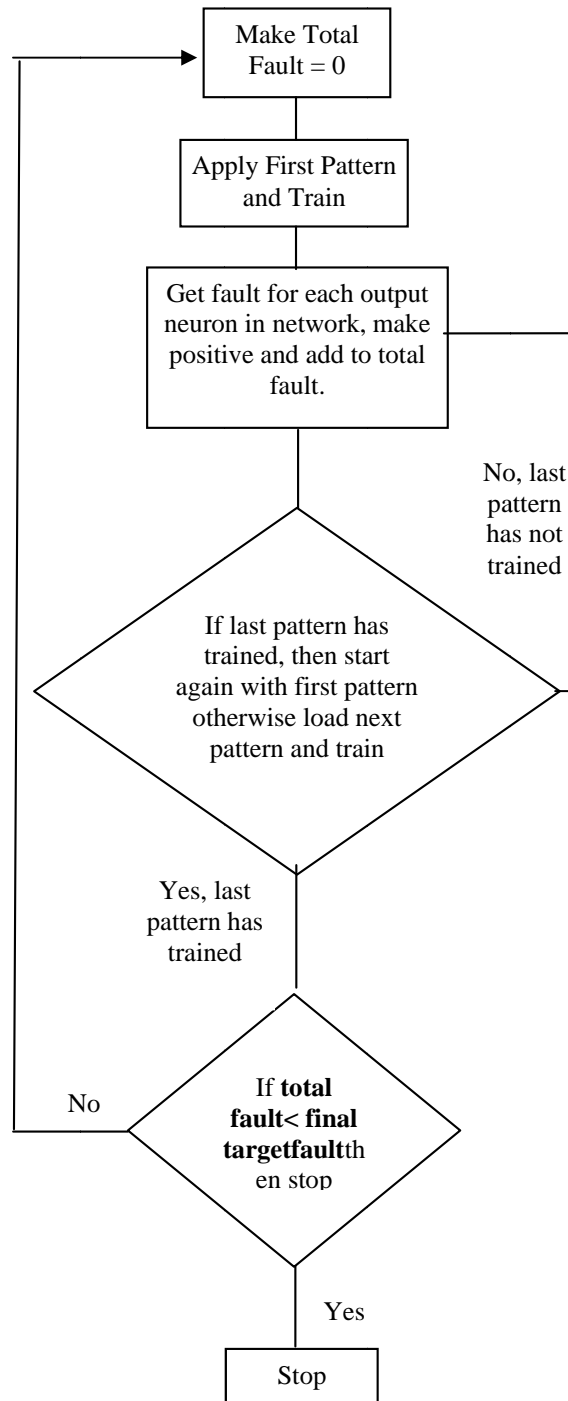 Make Total
Fault = 0
Apply First Pattern
and Train
Get fault for each output
neuron in network, make
positive and add to total
fault.
No, last
pattern
has not
trained
If last pattern has
trained, then start
again with first pattern
otherwise load next
pattern and train
Yes, last
pattern has
trained
If total
fault< final
targetfaultth
en stop
No
Yes
Stop